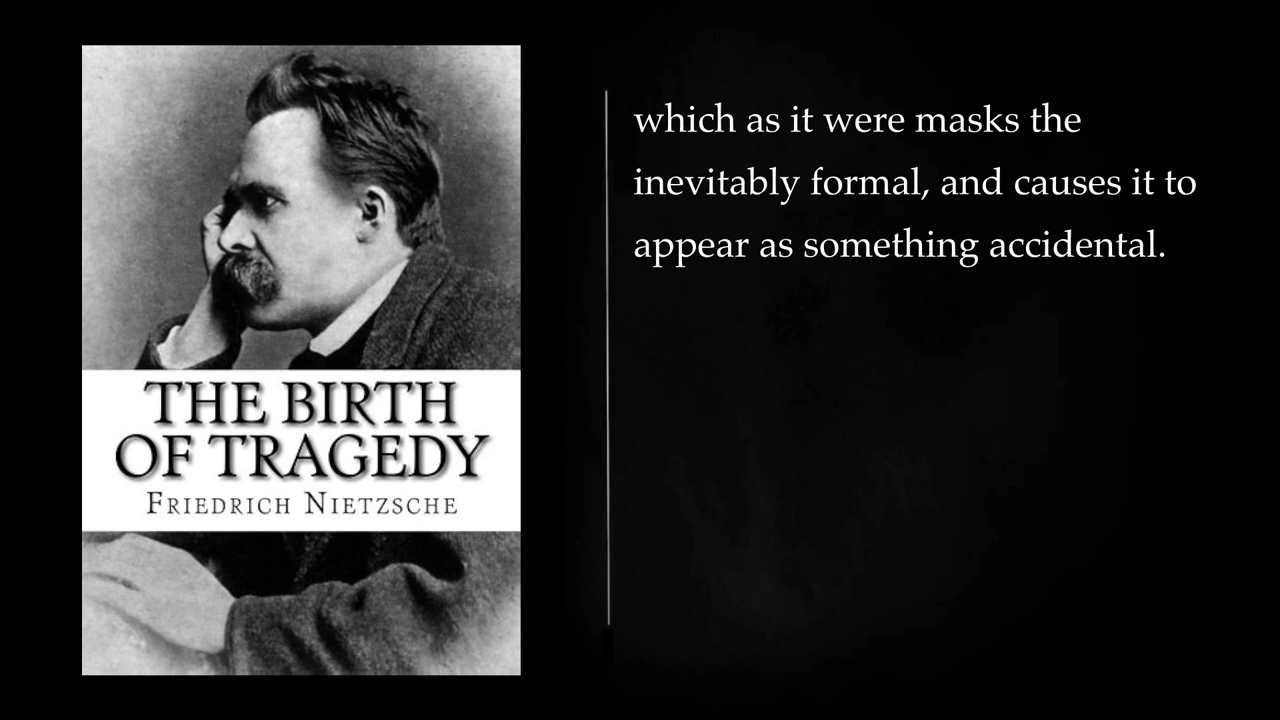 THE BIRTH
OF TRAGEDY
Friedrich Nietzsche
which as it were masks the
inevitably formal, and causes it to
appear as something accidental.